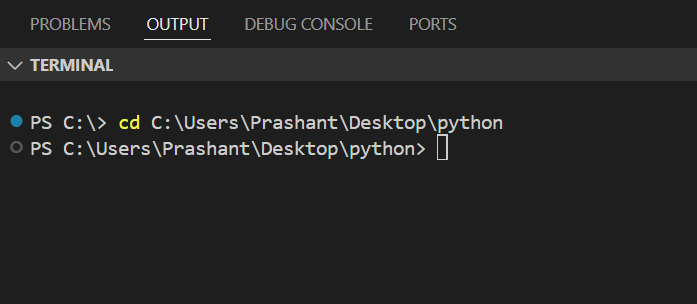 PROBLEMS OUTPUT DEBUG CONSOLE PORTS
TERMINAL
PS C:\> cd C:\Users\Prashant\Desktop\python
PS C:\Users\Prashant\Desktop\python>